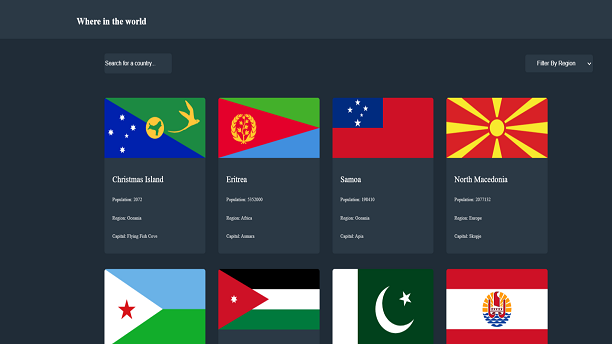 Where in the world
Search for a country...
Filter By Region
Christmas Island
Population: 2072
Region: Oceania
Capital: Flying Fish Cove
Eritrea
Population: 5352000
Region: Africa
Capital: Asmara
Samoa
Population: 198410
Region: Oceania
Capital: Apia
North Macedonia
Population: 2077132
Region: Europe
Capital: Skopje